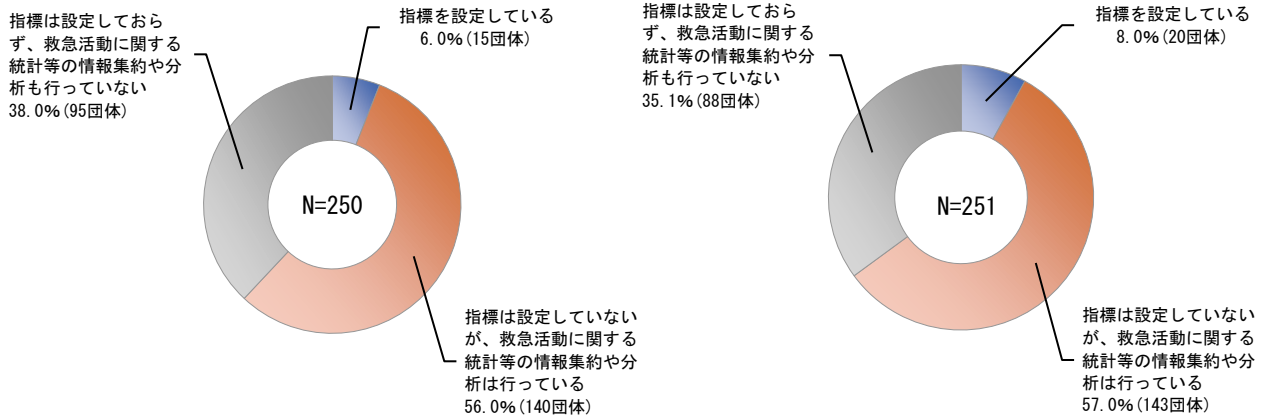 指標は設定しておら
ず、救急活動に関する
統計等の情報集約や分
析も行っていない
38.0%(95団体)
指標を設定している
6.0%(15団体)
N=250
指標は設定していない
が、救急活動に関する
統計等の情報集約や分
析は行っている
56.0%(140団体)
指標は設定しておら
ず、救急活動に関する
統計等の情報集約や分
析も行っていない
35.1%(88団体)
指標を設定している
8.0%(20団体)
N=251
指標は設定していない
が、救急活動に関する
統計等の情報集約や分
析は行っている
57.0%(143団体)